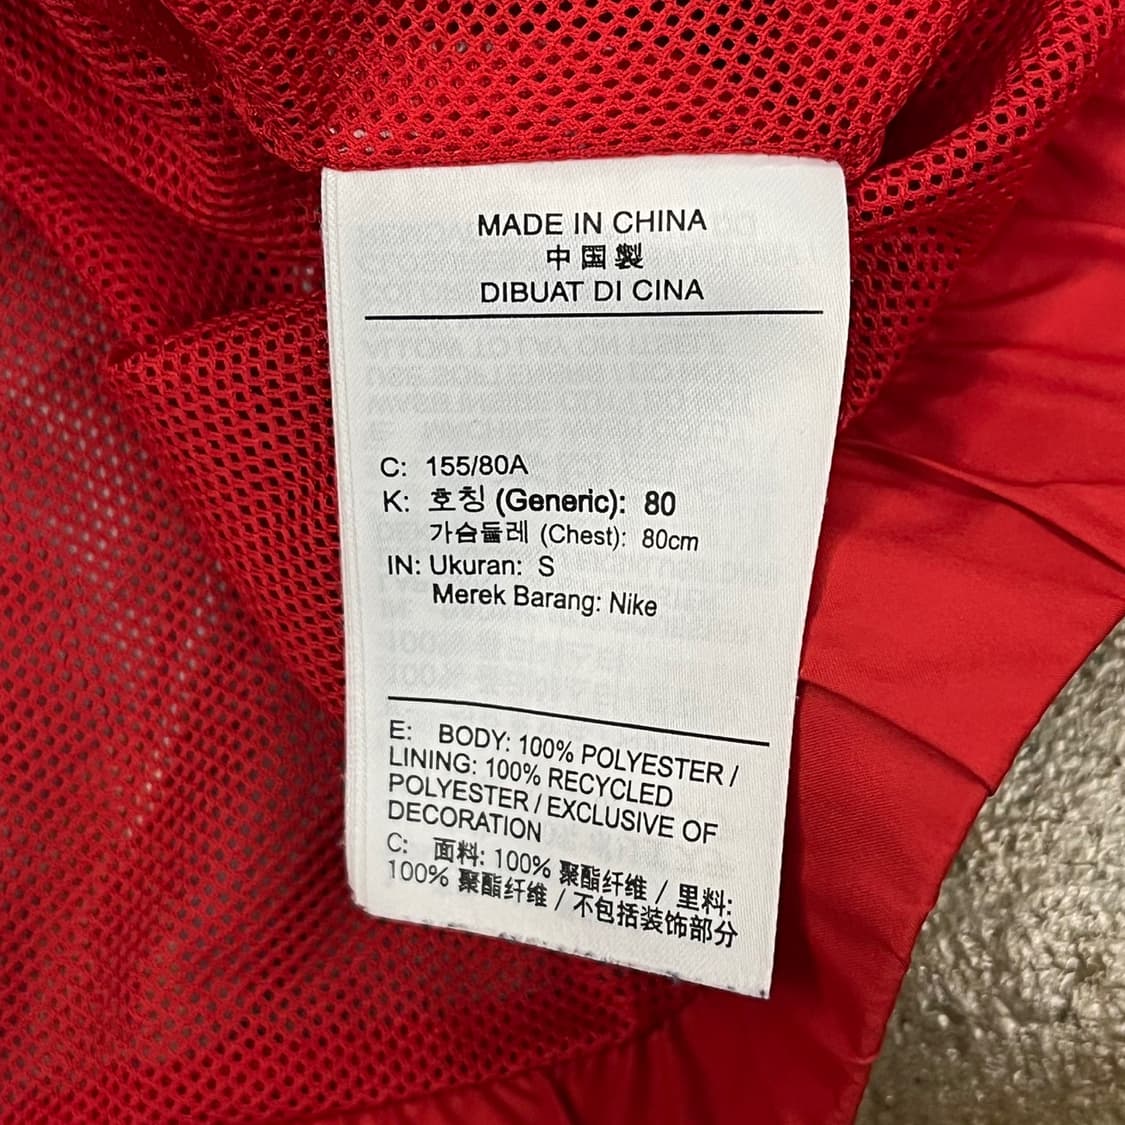 MADE IN CHINA
中国製
DIBUAT DI CINA
C: 155/80A
K: 호칭 (Generic): 80
가슴둘레 (Chest): 80cm
IN: Ukuran: S
Merek Barang: Nike
E: BODY: 100% POLYESTER /
LINING: 100% RECYCLED
POLYESTER / EXCLUSIVE OF
DECORATION
C: 面料: 100% 聚酯纤维 / 里料:
100% 聚酯纤维 / 不包括装饰部分